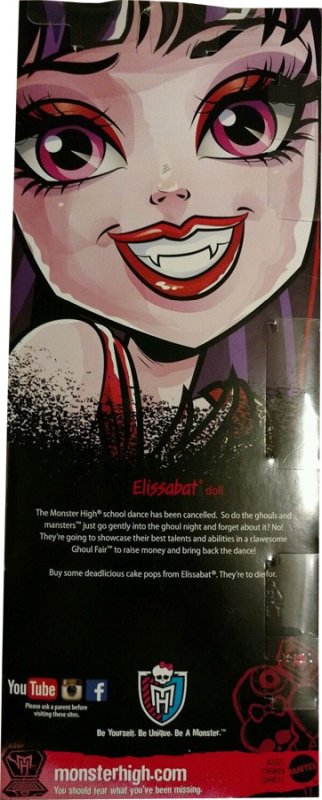 Elissabat® doll
The Monster High® school dance has been cancelled. So do the ghouls and
mansters™ just go gently into the ghoul night and forget about it? No!
They're going to showcase their best talents and abilities in a clawesome
Ghoul Fair™ to raise money and bring back the dance!
Buy some deadlicious cake pops from Elissabat®. They're to die for.
YouTube
Please ask a parent before
visiting these sites.
Be Yourself. Be Unique. Be A Monster.™
monsterhigh.com
You should fear what you've been missing.
MATTEL